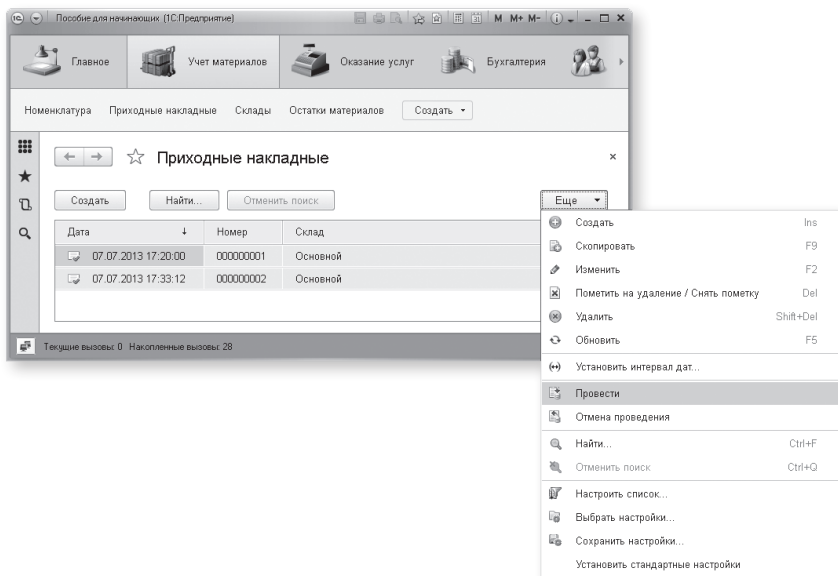 Пособие для начинающих (1С:Предприятие)
M M+ M-
Главное Учет материалов Оказание услуг Бухгалтерия
Номенклатура Приходные накладные Склады Остатки материалов Создать
Приходные накладные
Создать Найти... Отменить поиск Еще
Дата Номер Склад
07.07.2013 17:20:00 000000001 Основной
07.07.2013 17:33:12 000000002 Основной
Текущие вызовы: 0 Накопленные вызовы: 28
Создать Ins
Скопировать F9
Изменить F2
Пометить на удаление / Снять пометку Del
Удалить Shift+Del
Обновить F5
Установить интервал дат...
Провести
Отмена проведения
Найти... Ctrl+F
Отменить поиск Ctrl+Q
Настроить список...
Выбрать настройки...
Сохранить настройки...
Установить стандартные настройки